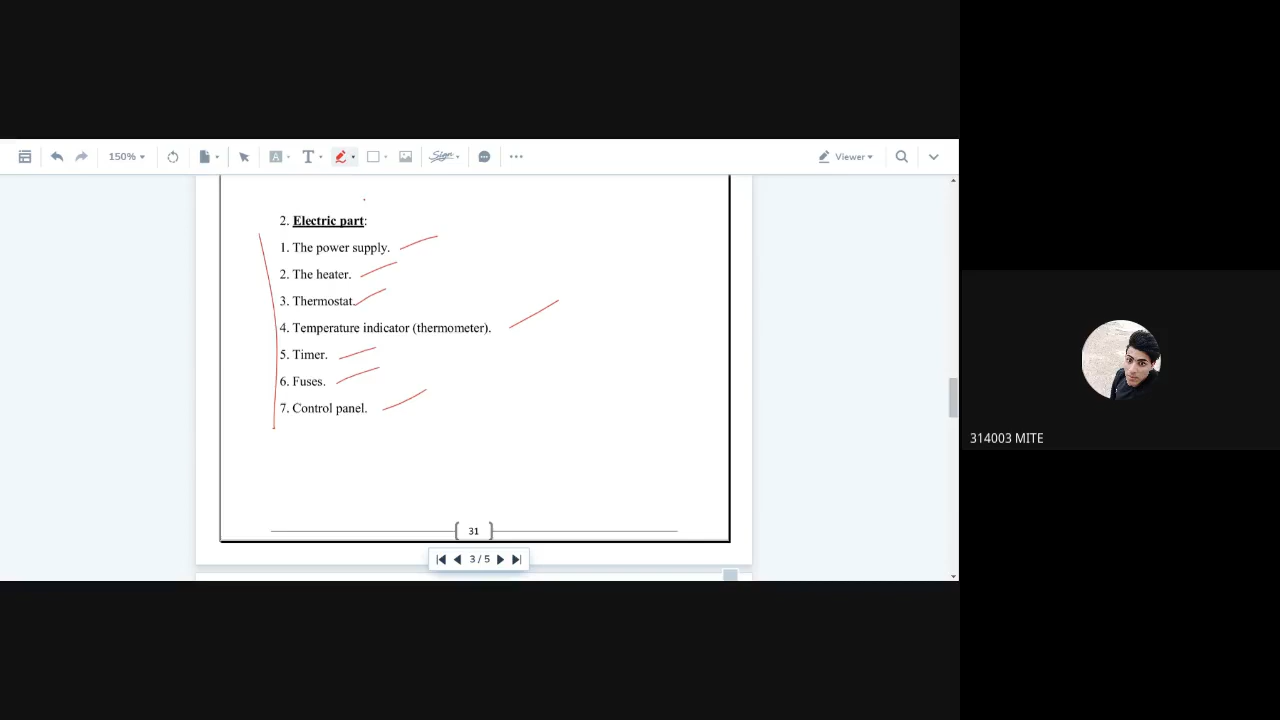 150%
T
Sign
Viewer
2. Electric part:
1. The power supply.
2. The heater.
3. Thermostat.
4. Temperature indicator (thermometer).
5. Timer.
6. Fuses.
7. Control panel.
31
3 / 5
314003 MITE